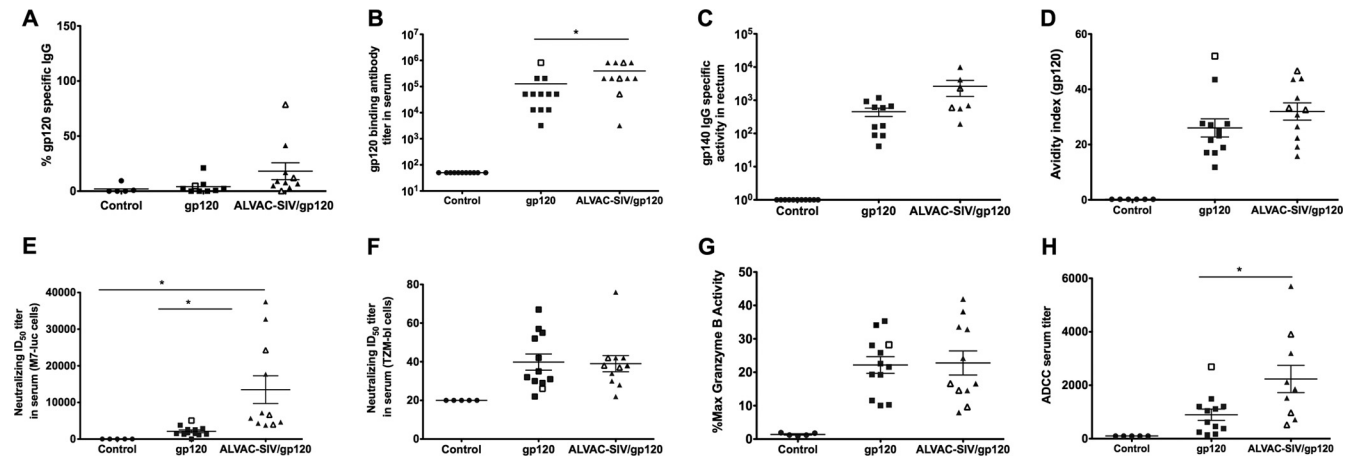 A
% gp120 specific IgG
150
100
50
0
Control
gp120
ALVAC-SIV/gp120
B
gp120 binding antibody
titer in serum
*
10⁷
10⁶
10⁵
10⁴
10³
10²
10¹
Control
gp120
ALVAC-SIV/gp120
C
gp140 IgG specific
activity in rectum
10⁵
10⁴
10³
10²
10¹
10⁰
Control
gp120
ALVAC-SIV/gp120
D
Avidity index (gp120)
60
40
20
0
Control
gp120
ALVAC-SIV/gp120
E
Neutralizing ID₅₀ titer
in serum (M7-luc cells)
*
*
40000
30000
20000
10000
0
Control
gp120
ALVAC-SIV/gp120
F
Neutralizing ID₅₀ titer
in serum (TZM-bl cells)
80
60
40
20
0
Control
gp120
ALVAC-SIV/gp120
G
%Max Granzyme B Activity
50
40
30
20
10
0
Control
gp120
ALVAC-SIV/gp120
H
ADCC serum titer
*
6000
4000
2000
0
Control
gp120
ALVAC-SIV/gp120